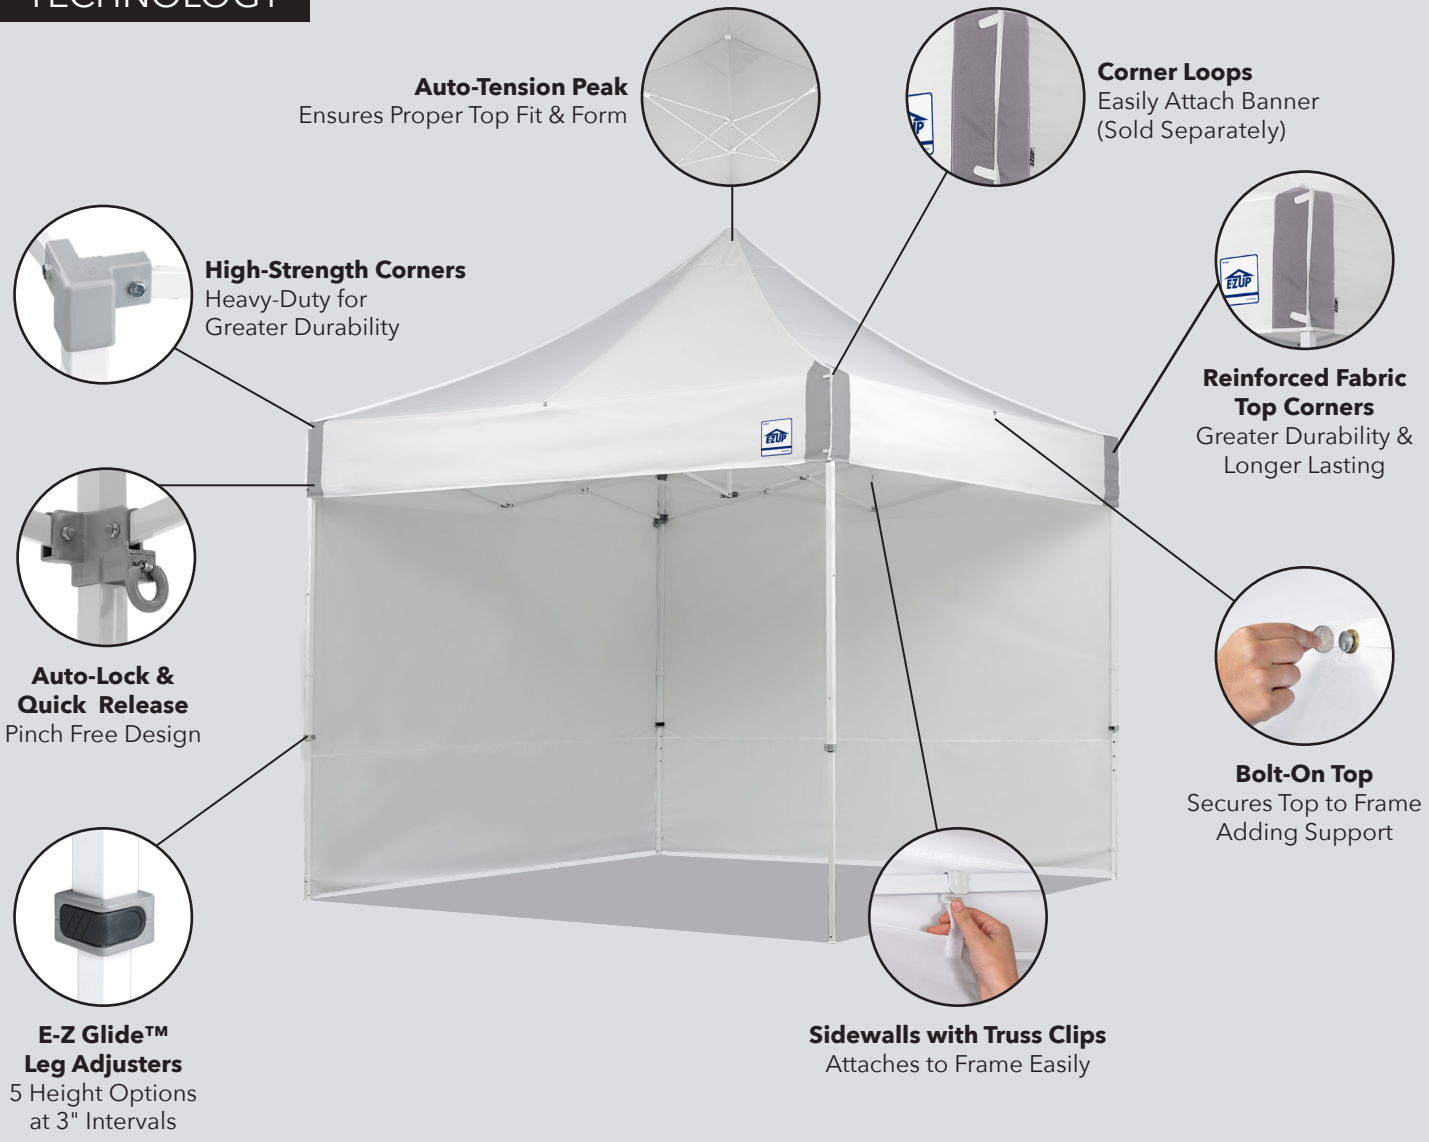 TECHNOLOGY
Auto-Tension Peak
Ensures Proper Top Fit & Form
Corner Loops
Easily Attach Banner
(Sold Separately)
High-Strength Corners
Heavy-Duty for
Greater Durability
Reinforced Fabric
Top Corners
Greater Durability &
Longer Lasting
Auto-Lock &
Quick Release
Pinch Free Design
Bolt-On Top
Secures Top to Frame
Adding Support
E-Z Glide™
Leg Adjusters
5 Height Options
at 3" Intervals
Sidewalls with Truss Clips
Attaches to Frame Easily
EZUP
EZUP
UP